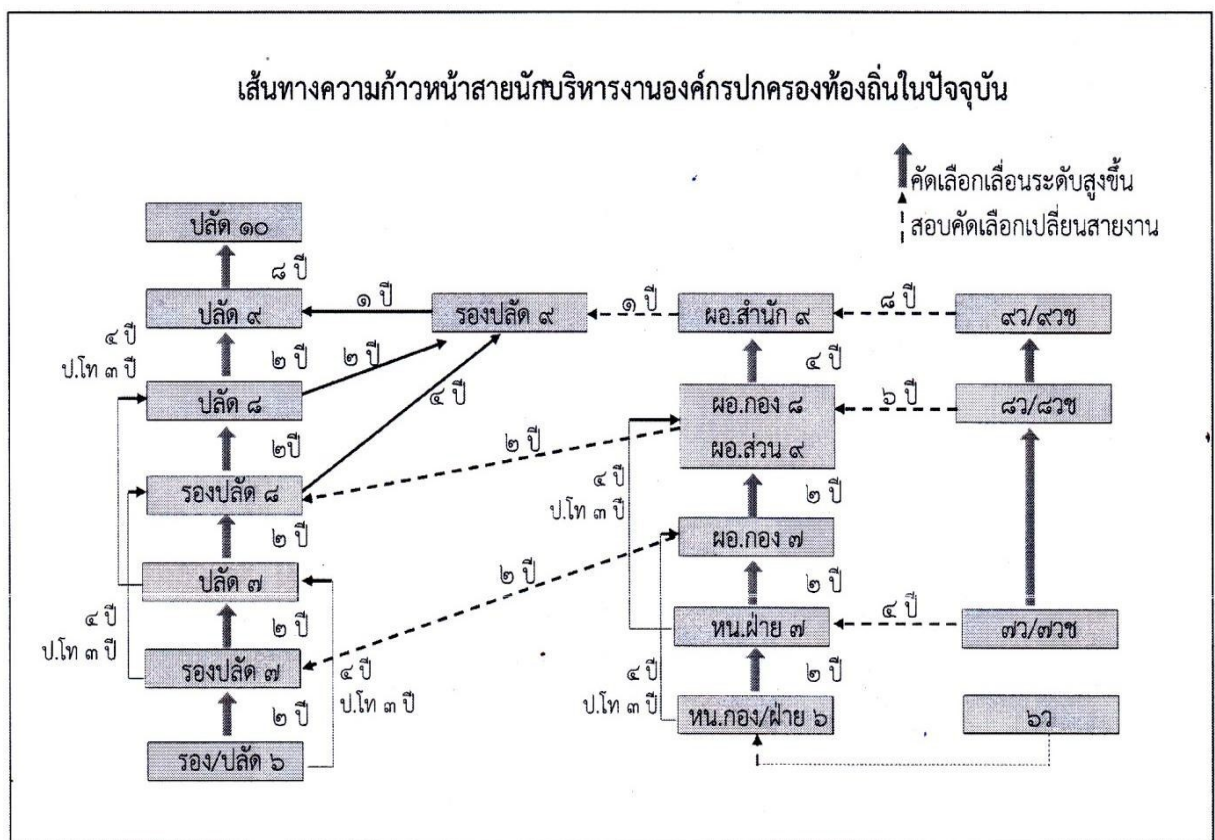 เส้นทางความก้าวหน้าสายนักบริหารงานองค์กรปกครองท้องถิ่นในปัจจุบัน
คัดเลือกเลื่อนระดับสูงขึ้น
สอบคัดเลือกเปลี่ยนสายงาน
ปลัด ๑๐
๘ ปี
ปลัด ๙
๑ ปี
รองปลัด ๙
๑ ปี
ผอ.สำนัก ๙
๘ ปี
๙ว/๙วช
๔ ปี
ป.โท ๓ ปี
๒ ปี
๒ ปี
๔ ปี
ปลัด ๘
๔ ปี
ผอ.กอง ๘
ผอ.ส่วน ๙
๖ ปี
๘ว/๘วช
๒ปี
๒ ปี
รองปลัด ๘
๔ ปี
ป.โท ๓ ปี
๒ ปี
๒ ปี
ผอ.กอง ๗
ปลัด ๗
๒ ปี
๒ ปี
๔ ปี
ป.โท ๓ ปี
๒ ปี
หน.ฝ่าย ๗
๔ ปี
๗ว/๗วช
รองปลัด ๗
๔ ปี
ป.โท ๓ ปี
๔ ปี
ป.โท ๓ ปี
๒ ปี
๒ ปี
หน.กอง/ฝ่าย ๖
๖ว
รอง/ปลัด ๖